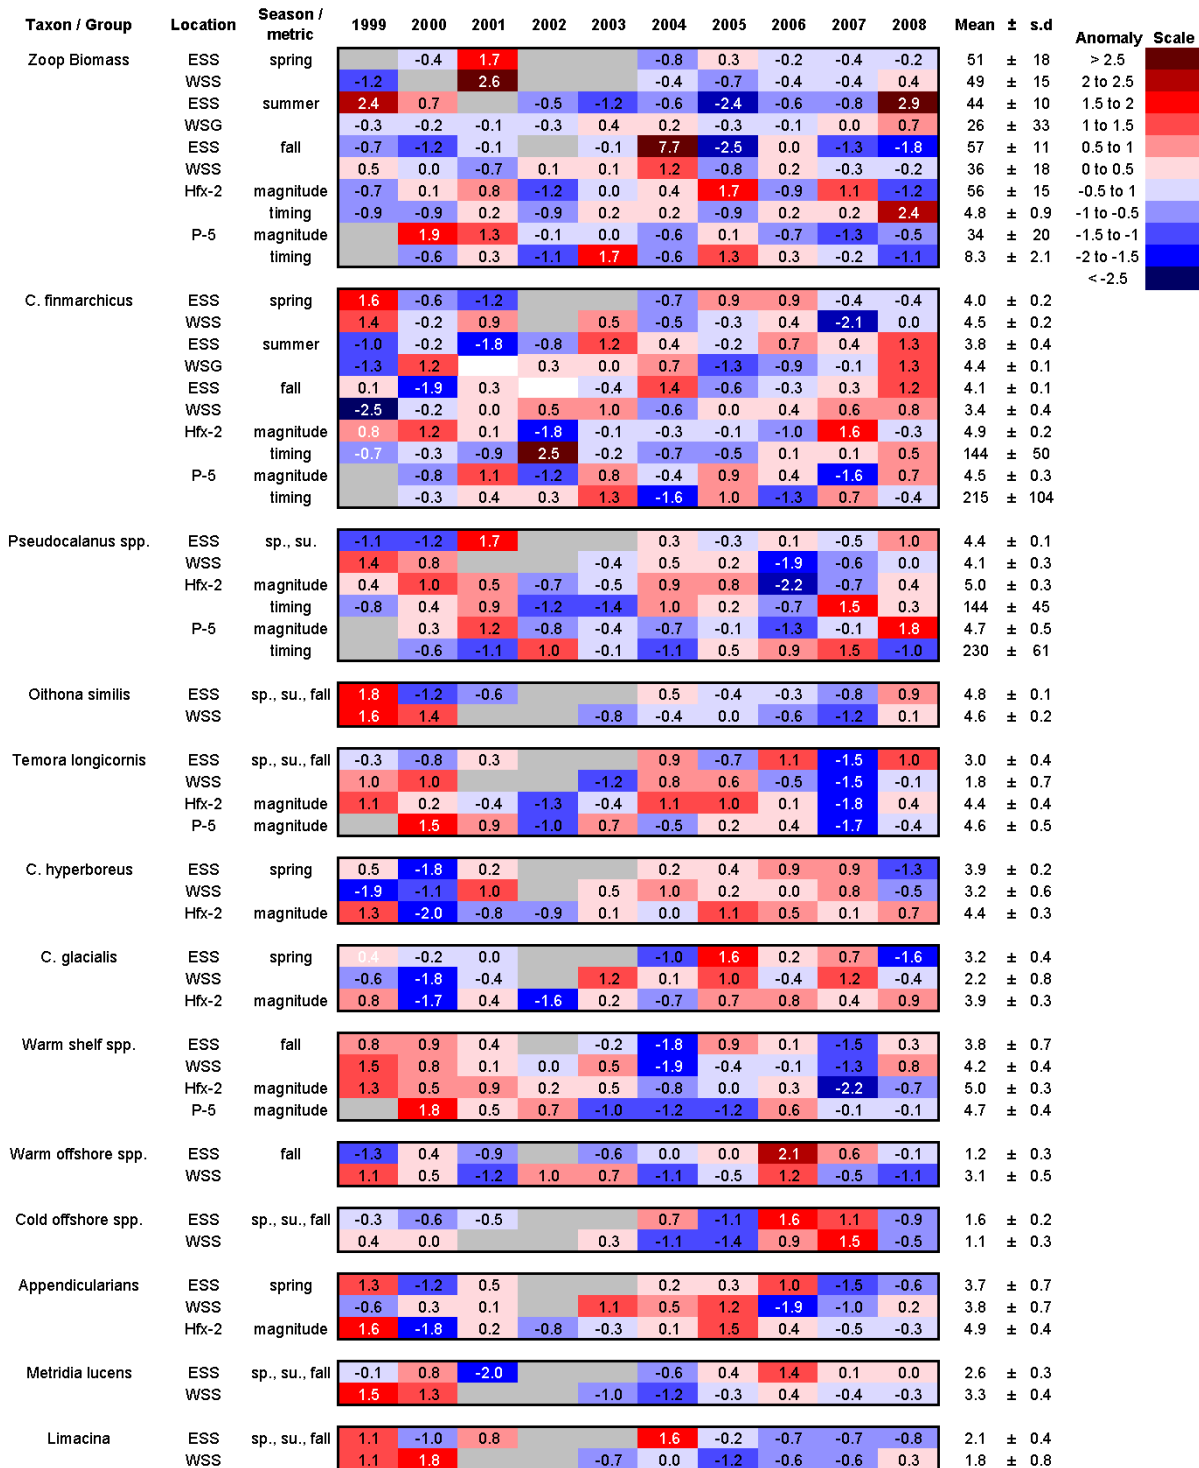 Taxon / Group Location Season / metric 1999 2000 2001 2002 2003 2004 2005 2006 2007 2008 Mean ± s.d
Anomaly Scale
Zoop Biomass ESS spring -0.4 1.7 -0.8 0.3 -0.2 -0.4 -0.2 51 ± 18 > 2.5
WSS -1.2 2.6 -0.4 -0.7 -0.4 -0.4 0.4 49 ± 15 2 to 2.5
ESS summer 2.4 0.7 -0.5 -1.2 -0.6 -2.4 -0.6 -0.8 2.9 44 ± 10 1.5 to 2
WSG -0.3 -0.2 -0.1 -0.3 0.4 0.2 -0.3 -0.1 0.0 0.7 26 ± 33 1 to 1.5
ESS fall -0.7 -1.2 -0.1 -0.1 7.7 -2.5 0.0 -1.3 -1.8 57 ± 11 0.5 to 1
WSS 0.5 0.0 -0.7 0.1 0.1 1.2 -0.8 0.2 -0.3 -0.2 36 ± 18 0 to 0.5
Hfx-2 magnitude -0.7 0.1 0.8 -1.2 0.0 0.4 1.7 -0.9 1.1 -1.2 56 ± 15 -0.5 to 1
timing -0.9 -0.9 0.2 -0.9 0.2 0.2 -0.9 0.2 0.2 2.4 4.8 ± 0.9 -1 to -0.5
P-5 magnitude 1.9 1.3 -0.1 0.0 -0.6 0.1 -0.7 -1.3 -0.5 34 ± 20 -1.5 to -1
timing -0.6 0.3 -1.1 1.7 -0.6 1.3 0.3 -0.2 -1.1 8.3 ± 2.1 -2 to -1.5
< -2.5
C. finmarchicus ESS spring 1.6 -0.6 -1.2 -0.7 0.9 0.9 -0.4 -0.4 4.0 ± 0.2
WSS 1.4 -0.2 0.9 0.5 -0.5 -0.3 0.4 -2.1 0.0 4.5 ± 0.2
ESS summer -1.0 -0.2 -1.8 -0.8 1.2 0.4 -0.2 0.7 0.4 1.3 3.8 ± 0.4
WSG -1.3 1.2 0.3 0.0 0.7 -1.3 -0.9 -0.1 1.3 4.4 ± 0.1
ESS fall 0.1 -1.9 0.3 -0.4 1.4 -0.6 -0.3 0.3 1.2 4.1 ± 0.1
WSS -2.5 -0.2 0.0 0.5 1.0 -0.6 0.0 0.4 0.6 0.8 3.4 ± 0.4
Hfx-2 magnitude 0.8 1.2 0.1 -1.8 -0.1 -0.3 -0.1 -1.0 1.6 -0.3 4.9 ± 0.2
timing -0.7 -0.3 -0.9 2.5 -0.2 -0.7 -0.5 0.1 0.1 0.5 144 ± 50
P-5 magnitude -0.8 1.1 -1.2 0.8 -0.4 0.9 0.4 -1.6 0.7 4.5 ± 0.3
timing -0.3 0.4 0.3 1.3 -1.6 1.0 -1.3 0.7 -0.4 215 ± 104
Pseudocalanus spp. ESS sp., su. -1.1 -1.2 1.7 0.3 -0.3 0.1 -0.5 1.0 4.4 ± 0.1
WSS 1.4 0.8 -0.4 0.5 0.2 -1.9 -0.6 0.0 4.1 ± 0.3
Hfx-2 magnitude 0.4 1.0 0.5 -0.7 -0.5 0.9 0.8 -2.2 -0.7 0.4 5.0 ± 0.3
timing -0.8 0.4 0.9 -1.2 -1.4 1.0 0.2 -0.7 1.5 0.3 144 ± 45
P-5 magnitude 0.3 1.2 -0.8 -0.4 -0.7 -0.1 -1.3 -0.1 1.8 4.7 ± 0.5
timing -0.6 -1.1 1.0 -0.1 -1.1 0.5 0.9 1.5 -1.0 230 ± 61
Oithona similis ESS sp., su., fall 1.8 -1.2 -0.6 0.5 -0.4 -0.3 -0.8 0.9 4.8 ± 0.1
WSS 1.6 1.4 -0.8 -0.4 0.0 -0.6 -1.2 0.1 4.6 ± 0.2
Temora longicornis ESS sp., su., fall -0.3 -0.8 0.3 0.9 -0.7 1.1 -1.5 1.0 3.0 ± 0.4
WSS 1.0 1.0 -1.2 0.8 0.6 -0.5 -1.5 -0.1 1.8 ± 0.7
Hfx-2 magnitude 1.1 0.2 -0.4 -1.3 -0.4 1.1 1.0 0.1 -1.8 0.4 4.4 ± 0.4
P-5 magnitude 1.5 0.9 -1.0 0.7 -0.5 0.2 0.4 -1.7 -0.4 4.6 ± 0.5
C. hyperboreus ESS spring 0.5 -1.8 0.2 0.2 0.4 0.9 0.9 -1.3 3.9 ± 0.2
WSS -1.9 -1.1 1.0 0.5 1.0 0.2 0.0 0.8 -0.5 3.2 ± 0.6
Hfx-2 magnitude 1.3 -2.0 -0.8 -0.9 0.1 0.0 1.1 0.5 0.1 0.7 4.4 ± 0.3
C. glacialis ESS spring 0.4 -0.2 0.0 -1.0 1.6 0.2 0.7 -1.6 3.2 ± 0.4
WSS -0.6 -1.8 -0.4 1.2 0.1 1.0 -0.4 1.2 -0.4 2.2 ± 0.8
Hfx-2 magnitude 0.8 -1.7 0.4 -1.6 0.2 -0.7 0.7 0.8 0.4 0.9 3.9 ± 0.3
Warm shelf spp. ESS fall 0.8 0.9 0.4 -0.2 -1.8 0.9 0.1 -1.5 0.3 3.8 ± 0.7
WSS 1.5 0.8 0.1 0.0 0.5 -1.9 -0.4 -0.1 -1.3 0.8 4.2 ± 0.4
Hfx-2 magnitude 1.3 0.5 0.9 0.2 0.5 -0.8 0.0 0.3 -2.2 -0.7 5.0 ± 0.3
P-5 magnitude 1.8 0.5 0.7 -1.0 -1.2 -1.2 0.6 -0.1 -0.1 4.7 ± 0.4
Warm offshore spp. ESS fall -1.3 0.4 -0.9 -0.6 0.0 0.0 2.1 0.6 -0.1 1.2 ± 0.3
WSS 1.1 0.5 -1.2 1.0 0.7 -1.1 -0.5 1.2 -0.5 -1.1 3.1 ± 0.5
Cold offshore spp. ESS sp., su., fall -0.3 -0.6 -0.5 0.7 -1.1 1.6 1.1 -0.9 1.6 ± 0.2
WSS 0.4 0.0 0.3 -1.1 -1.4 0.9 1.5 -0.5 1.1 ± 0.3
Appendicularians ESS spring 1.3 -1.2 0.5 0.2 0.3 1.0 -1.5 -0.6 3.7 ± 0.7
WSS -0.6 0.3 0.1 1.1 0.5 1.2 -1.9 -1.0 0.2 3.8 ± 0.7
Hfx-2 magnitude 1.6 -1.8 0.2 -0.8 -0.3 0.1 1.5 0.4 -0.5 -0.3 4.9 ± 0.4
Metridia lucens ESS sp., su., fall -0.1 0.8 -2.0 -0.6 0.4 1.4 0.1 0.0 2.6 ± 0.3
WSS 1.5 1.3 -1.0 -1.2 -0.3 0.4 -0.4 -0.3 3.3 ± 0.4
Limacina ESS sp., su., fall 1.1 -1.0 0.8 1.6 -0.2 -0.7 -0.7 -0.8 2.1 ± 0.4
WSS 1.1 1.8 -0.7 0.0 -1.2 -0.6 -0.6 0.3 1.8 ± 0.8